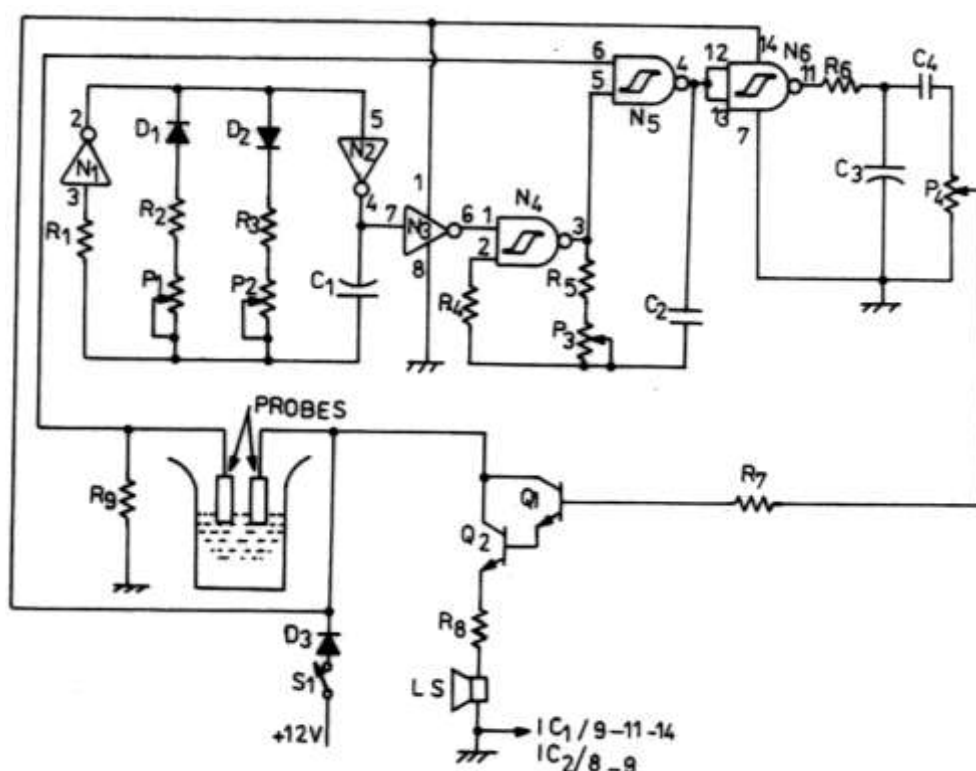 14
N6
6
5
4
12
13
11
R6
C4
N5
7
C3
P4
2
D1
D2
5
N1
N2
3
4
R1
R2
R3
P1
P2
C1
7
N3
1
8
6
1
2
N4
3
R4
R5
P3
C2
PROBES
R9
Q1
Q2
R7
D3
R8
S1
LS
+12V
IC1/9-11-14
IC2/8-9